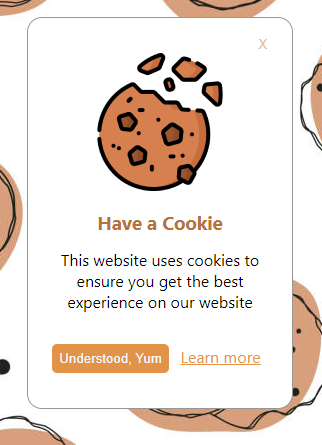 X
Have a Cookie
This website uses cookies to
ensure you get the best
experience on our website
Understood, Yum Learn more